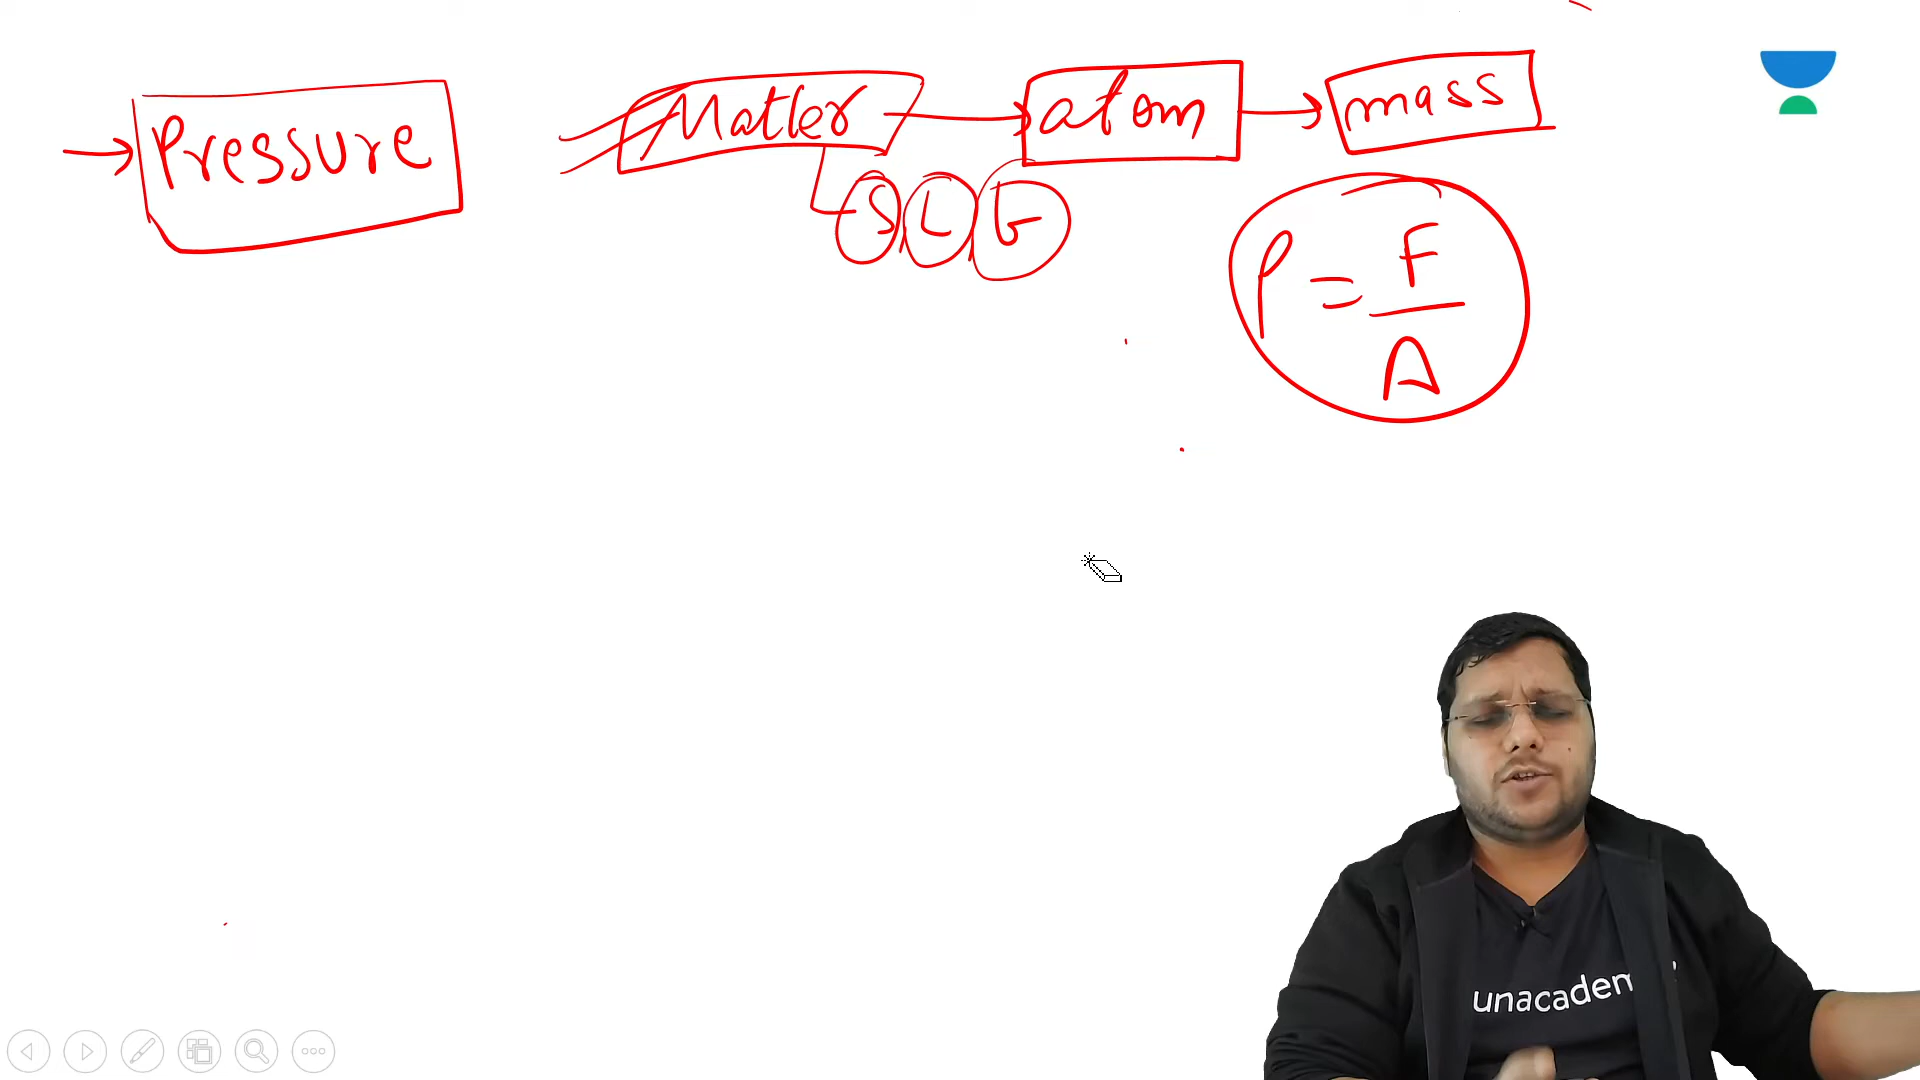 Pressure
Matter → atom → mass
S L G
P = F
A
unacadem